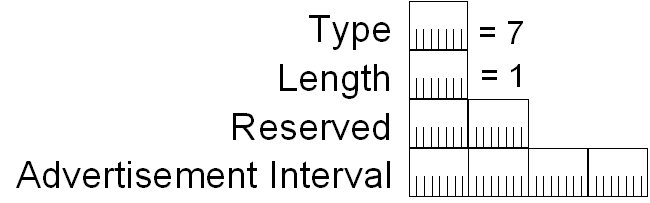 Type = 7
Length = 1
Reserved
Advertisement Interval